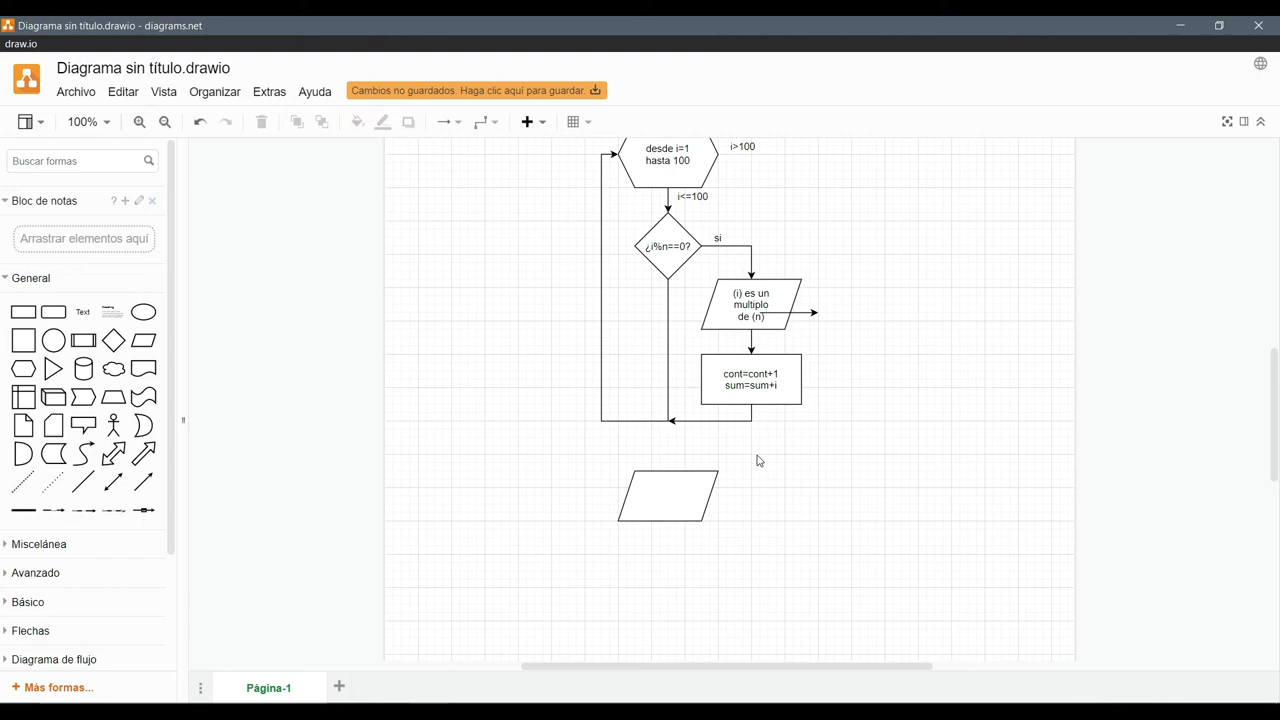 Diagrama sin título.drawio - diagrams.net
draw.io
Diagrama sin título.drawio
Archivo Editar Vista Organizar Extras Ayuda
Cambios no guardados. Haga clic aquí para guardar.
100%
Buscar formas
Bloc de notas
Arrastrar elementos aquí
General
Text
Heading
Miscelánea
Avanzado
Básico
Flechas
Diagrama de flujo
+ Más formas...
desde i=1
hasta 100
i>100
i<=100
¿i%n==0?
si
(i) es un
multiplo
de (n)
cont=cont+1
sum=sum+i
Página-1